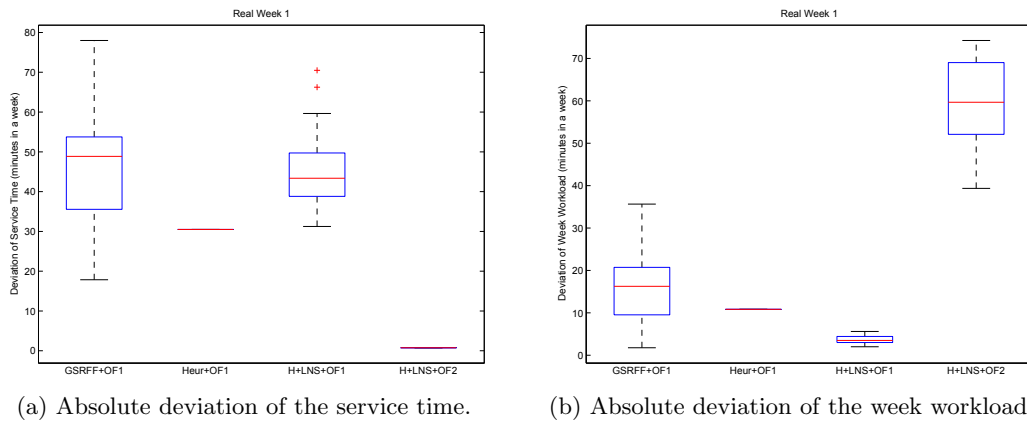 Real Week 1
80
70
60
50
40
30
20
10
0
Deviation of Service Time (minutes in a week)
GSRFF+OF1 Heur+OF1 H+LNS+OF1 H+LNS+OF2
(a) Absolute deviation of the service time.
Real Week 1
70
60
50
40
30
20
10
0
Deviation of Week Workload (minutes in a week)
GSRFF+OF1 Heur+OF1 H+LNS+OF1 H+LNS+OF2
(b) Absolute deviation of the week workload